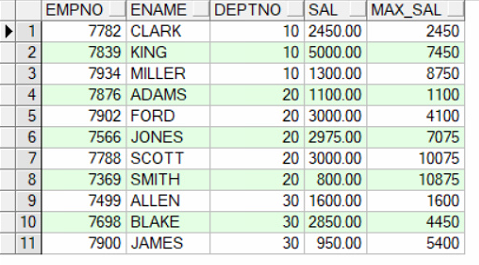 EMPNO ENAME DEPTNO SAL MAX_SAL
1 7782 CLARK 10 2450.00 2450
2 7839 KING 10 5000.00 7450
3 7934 MILLER 10 1300.00 8750
4 7876 ADAMS 20 1100.00 1100
5 7902 FORD 20 3000.00 4100
6 7566 JONES 20 2975.00 7075
7 7788 SCOTT 20 3000.00 10075
8 7369 SMITH 20 800.00 10875
9 7499 ALLEN 30 1600.00 1600
10 7698 BLAKE 30 2850.00 4450
11 7900 JAMES 30 950.00 5400